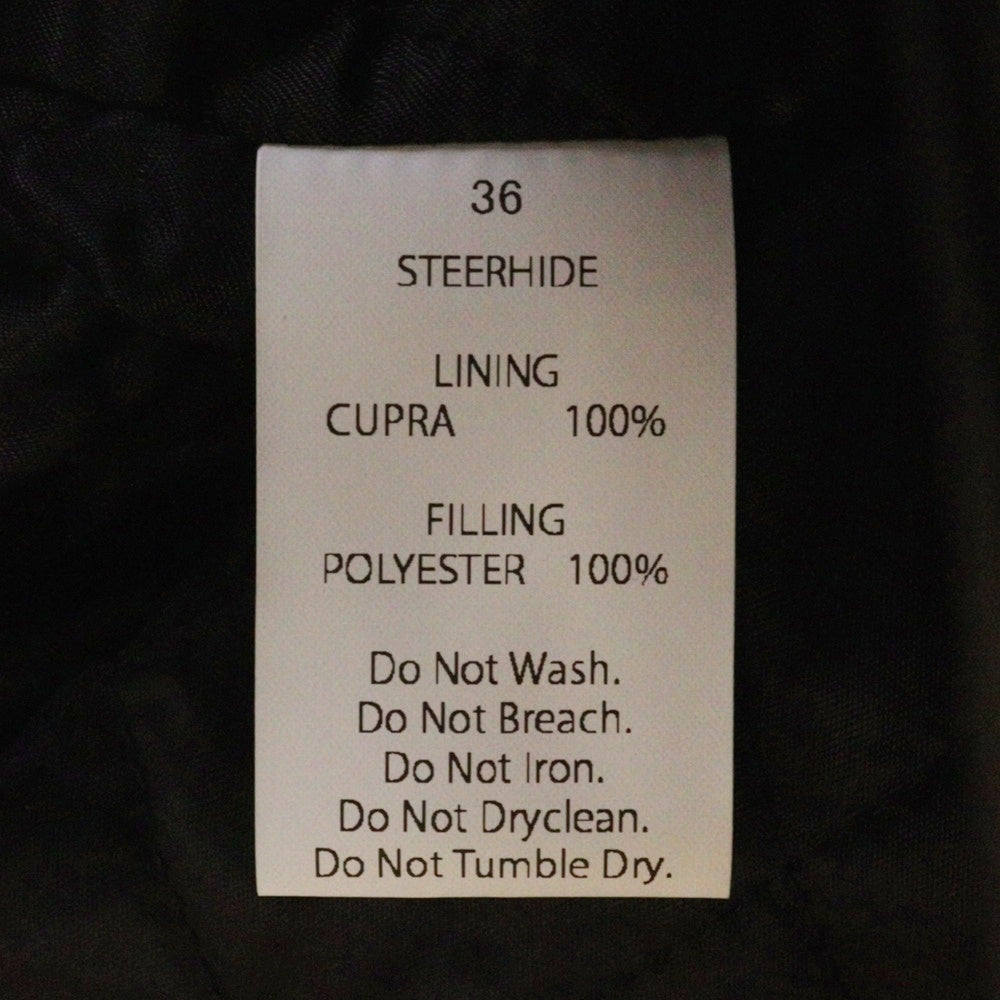 36
STEERHIDE
LINING
CUPRA 100%
FILLING
POLYESTER 100%
Do Not Wash.
Do Not Breach.
Do Not Iron.
Do Not Dryclean.
Do Not Tumble Dry.